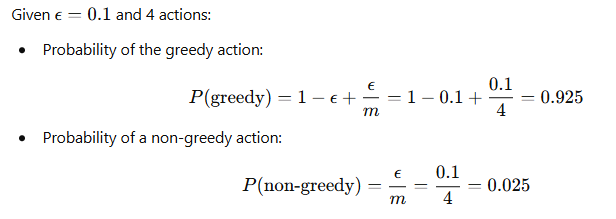 Given ϵ = 0.1 and 4 actions:
• Probability of the greedy action:
P(greedy) = 1 − ϵ + ϵ/m = 1 − 0.1 + 0.1/4 = 0.925
• Probability of a non-greedy action:
P(non-greedy) = ϵ/m = 0.1/4 = 0.025